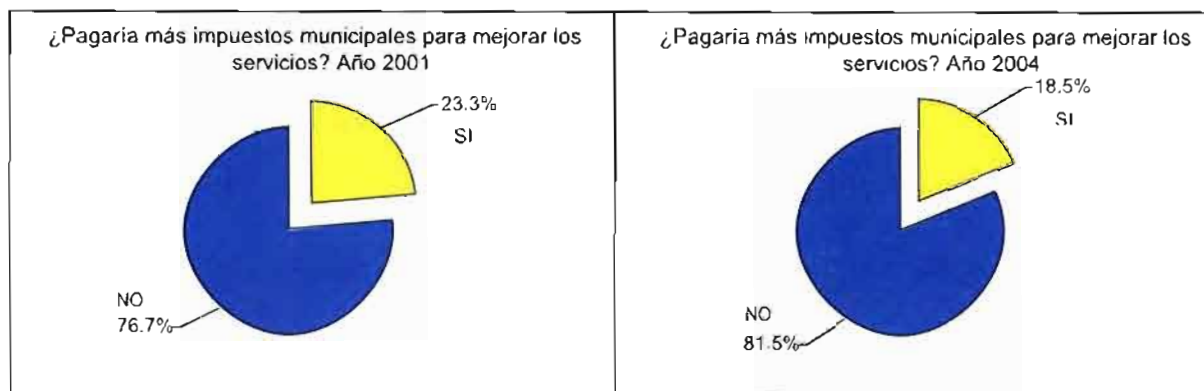 ¿Pagaria más impuestos municipales para mejorar los
servicios? Año 2001
23.3%
SI
NO
76.7%
¿Pagaria más impuestos municipales para mejorar los
servicios? Año 2004
18.5%
SI
NO
81.5%